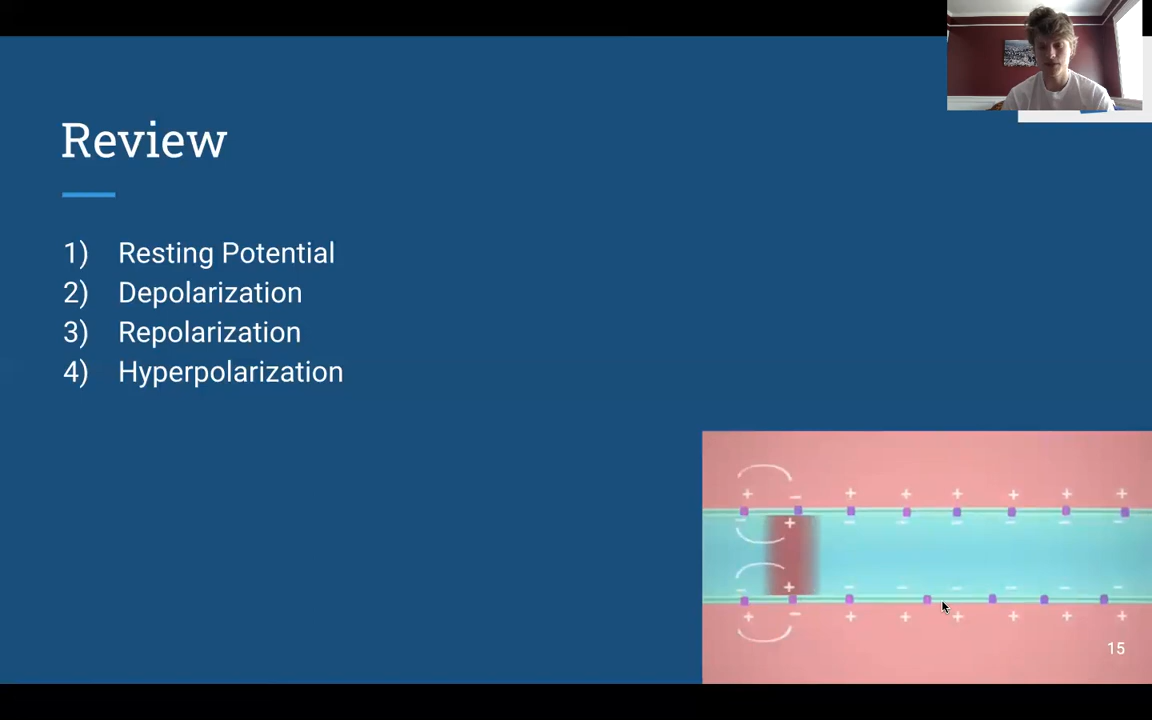 Review
1) Resting Potential
2) Depolarization
3) Repolarization
4) Hyperpolarization
15